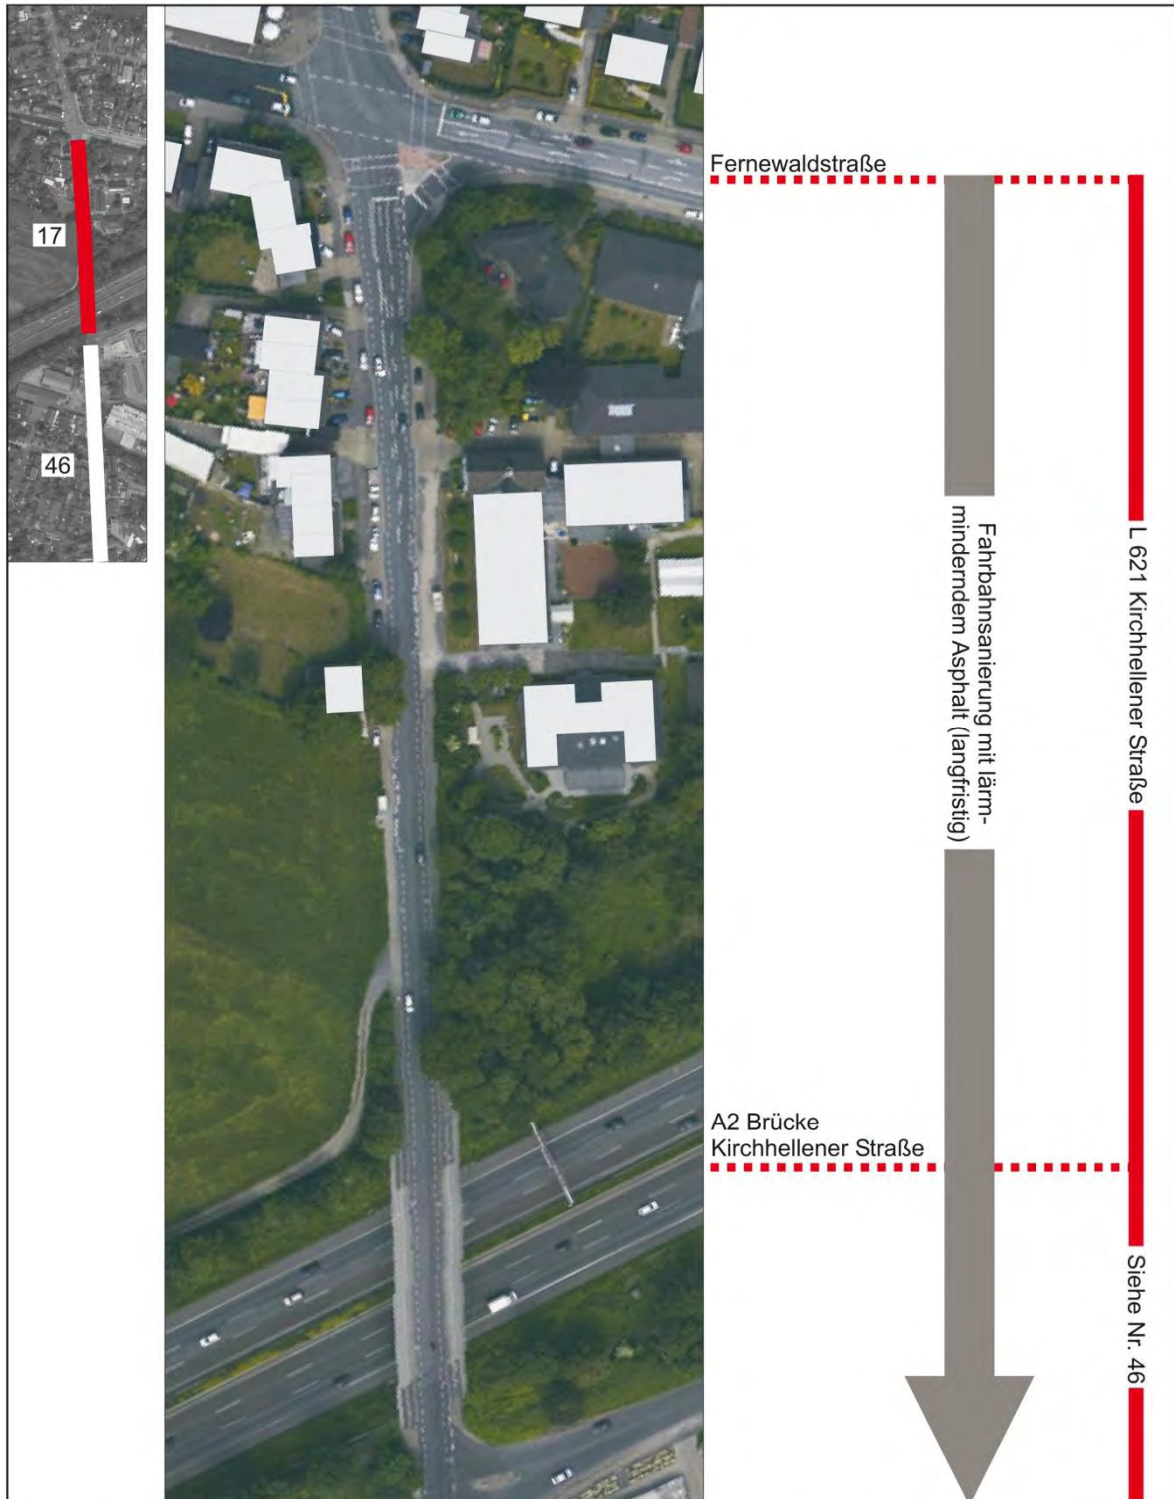 17
46
Fernewaldstraße
Fahrbahnsanierung mit lärm-
minderndem Asphalt (langfristig)
L 621 Kirchhellener Straße
A2 Brücke
Kirchhellener Straße
Siehe Nr. 46